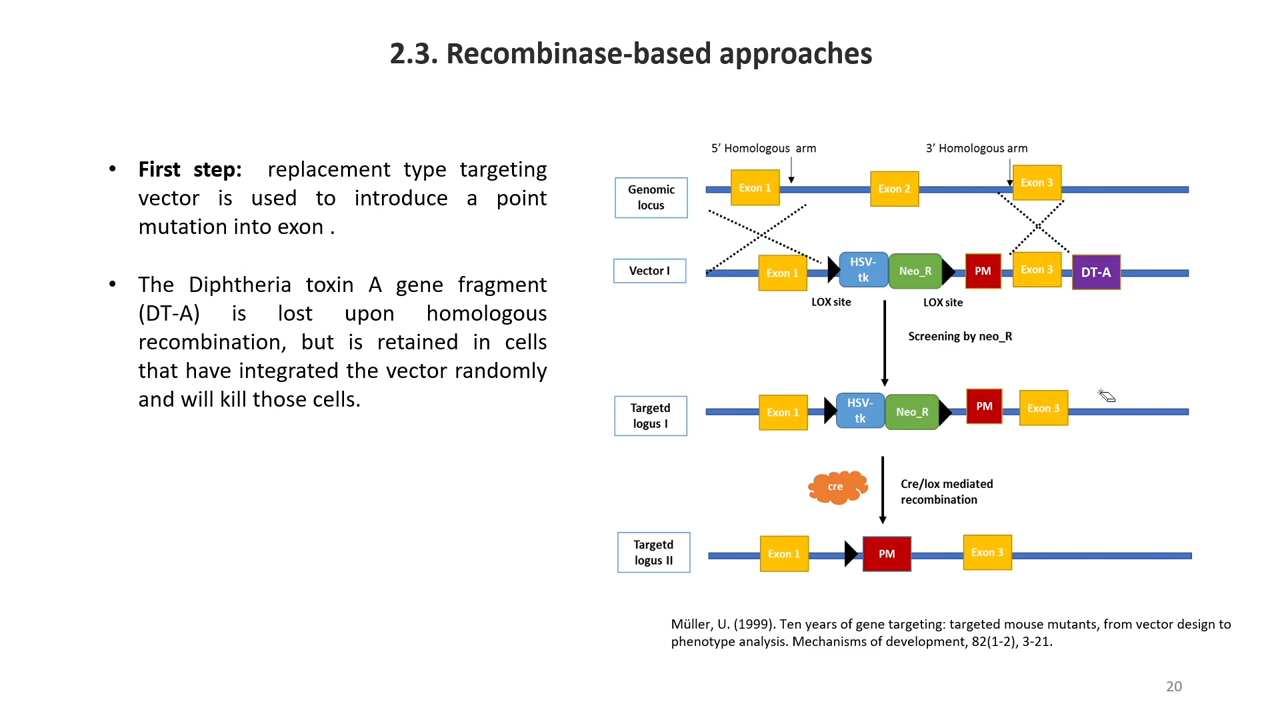 2.3. Recombinase-based approaches
• First step: replacement type targeting
vector is used to introduce a point
mutation into exon .
• The Diphtheria toxin A gene fragment
(DT-A) is lost upon homologous
recombination, but is retained in cells
that have integrated the vector randomly
and will kill those cells.
5’ Homologous arm
3’ Homologous arm
Genomic
locus
Exon 1
Exon 2
Exon 3
Vector I
Exon 1
HSV-
tk
Neo_R
PM
Exon 3
DT-A
LOX site
LOX site
Screening by neo_R
Targetd
logus I
Exon 1
HSV-
tk
Neo_R
PM
Exon 3
cre
Cre/lox mediated
recombination
Targetd
logus II
Exon 1
PM
Exon 3
Müller, U. (1999). Ten years of gene targeting: targeted mouse mutants, from vector design to
phenotype analysis. Mechanisms of development, 82(1-2), 3-21.
20